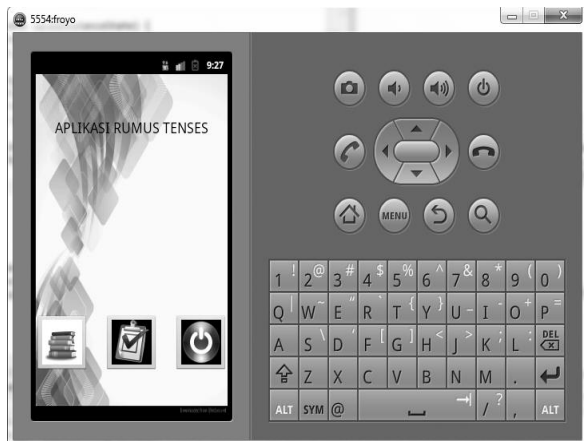 5554:froyo
9:27
APLIKASI RUMUS TENSES
MENU
1 ! 2 @ 3 # 4 $ 5 % 6 ^ 7 & 8 * 9 ( 0 )
Q | W ~ E " R ` T { Y } U _ I - O + P =
A S \ D ' F [ G ] H < J > K ; L : DEL
Z X C V B N M .
ALT SYM @ / ? , ALT